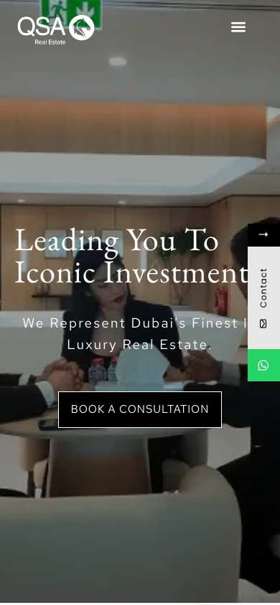 QSA
Real Estate
Leading You To
Iconic Investment
We Represent Dubai's Finest I
Luxury Real Estate.
BOOK A CONSULTATION
Contact